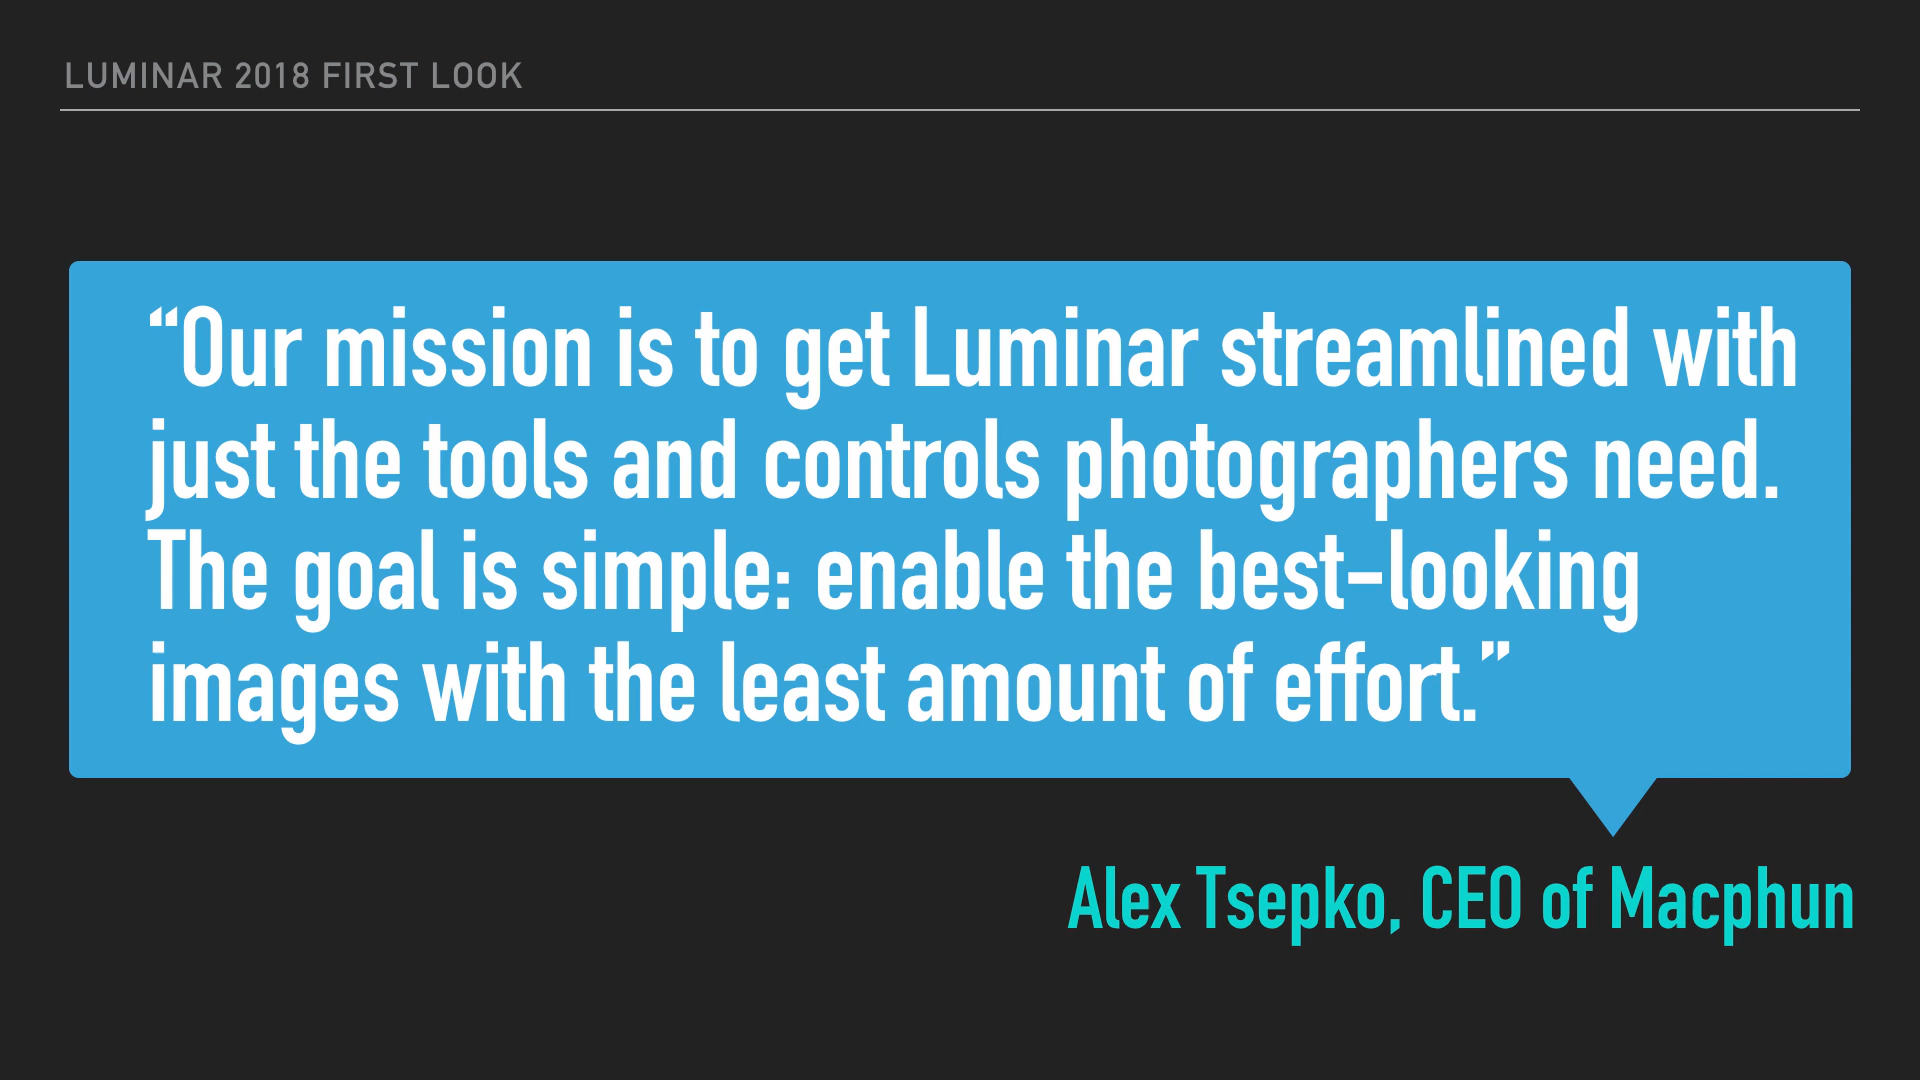 LUMINAR 2018 FIRST LOOK
“Our mission is to get Luminar streamlined with
just the tools and controls photographers need.
The goal is simple: enable the best-looking
images with the least amount of effort.”
Alex Tsepko, CEO of Macphun